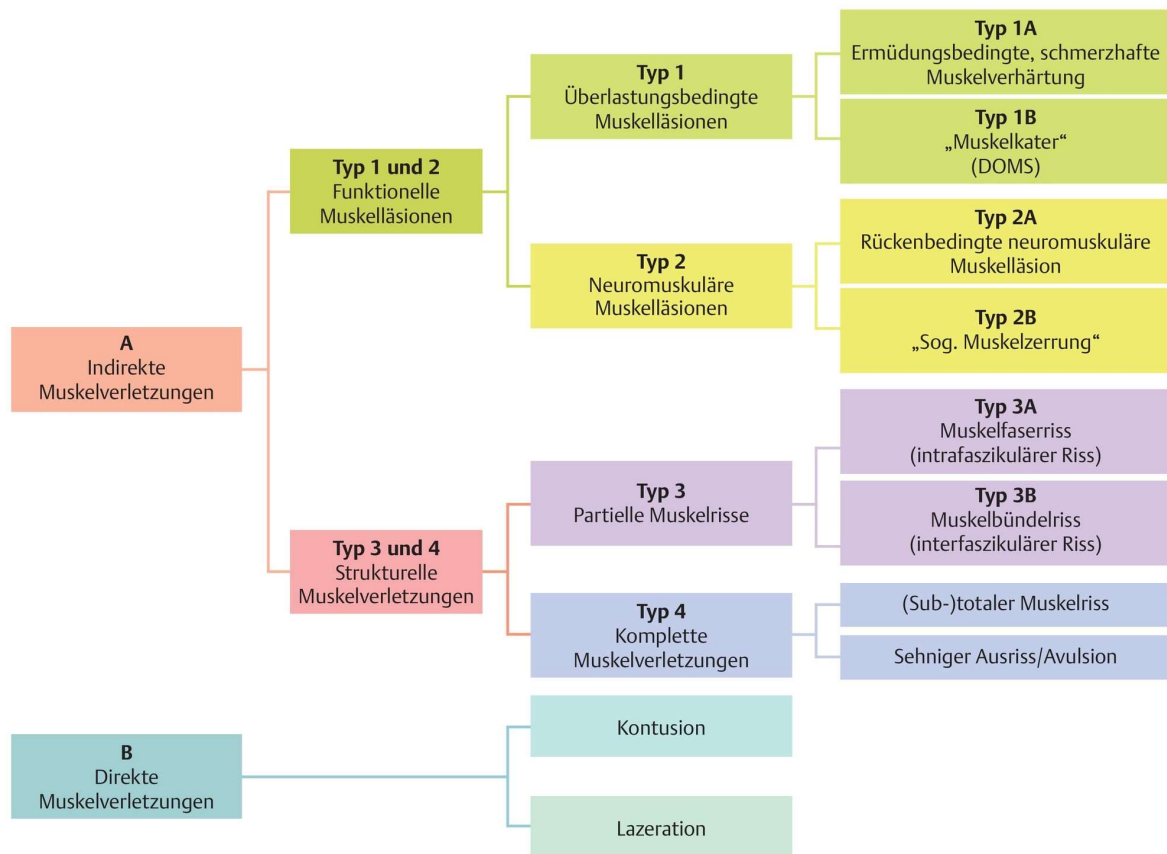 A
Indirekte
Muskelverletzungen
Typ 1 und 2
Funktionelle
Muskelläsionen
Typ 1
Überlastungsbedingte
Muskelläsionen
Typ 1A
Ermüdungsbedingte, schmerzhafte
Muskelverhärtung
Typ 1B
„Muskelkater“
(DOMS)
Typ 2
Neuromuskuläre
Muskelläsionen
Typ 2A
Rückenbedingte neuromuskuläre
Muskelläsion
Typ 2B
„Sog. Muskelzerrung“
Typ 3 und 4
Strukturelle
Muskelverletzungen
Typ 3
Partielle Muskelrisse
Typ 3A
Muskelfaserriss
(intrafaszikulärer Riss)
Typ 3B
Muskelbündelriss
(interfaszikulärer Riss)
Typ 4
Komplette
Muskelverletzungen
(Sub-)totaler Muskelriss
Sehniger Ausriss/Avulsion
B
Direkte
Muskelverletzungen
Kontusion
Lazeration